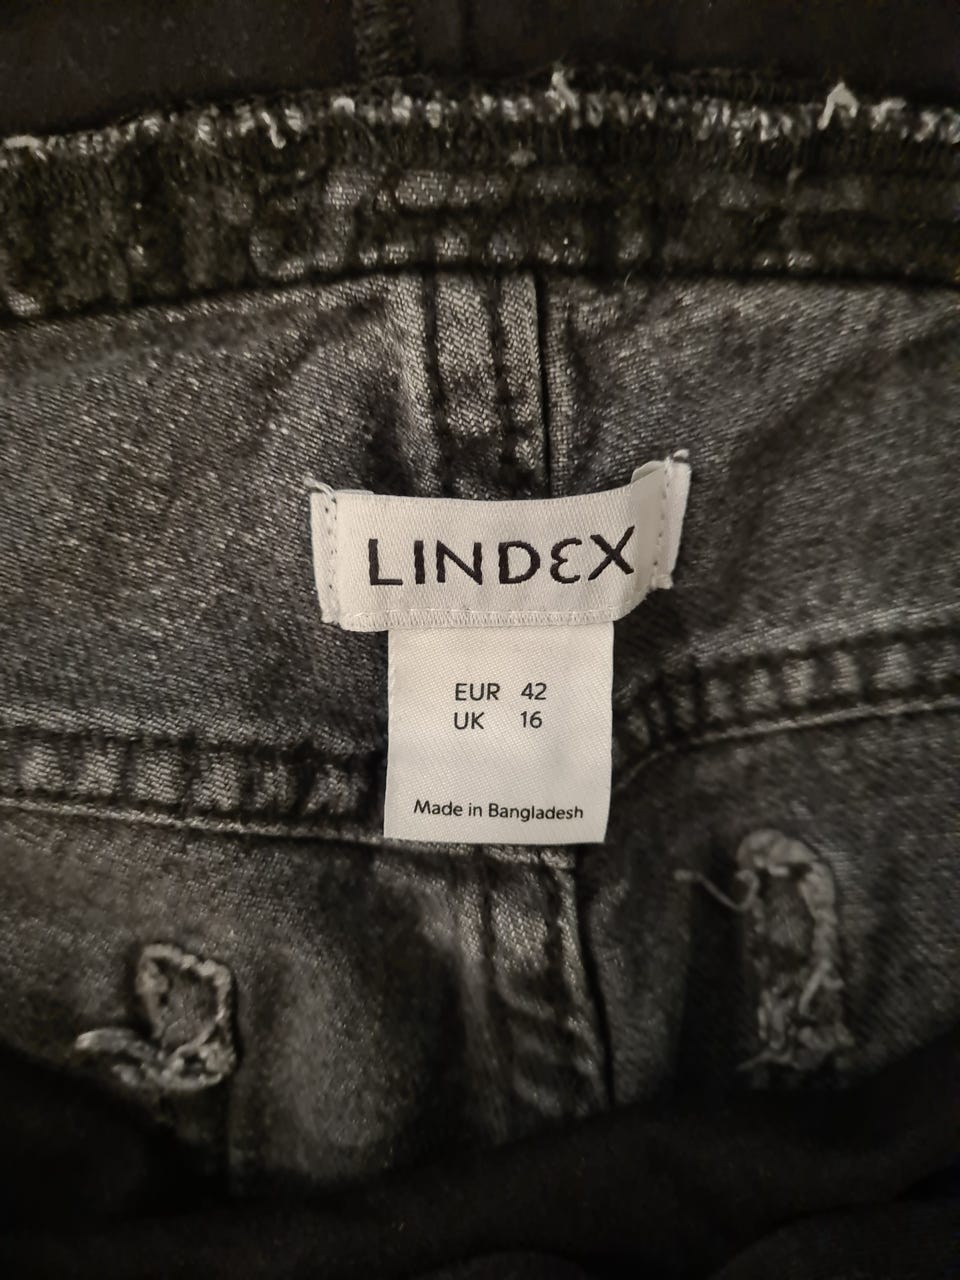 LINDEX
EUR 42
UK 16
Made in Bangladesh